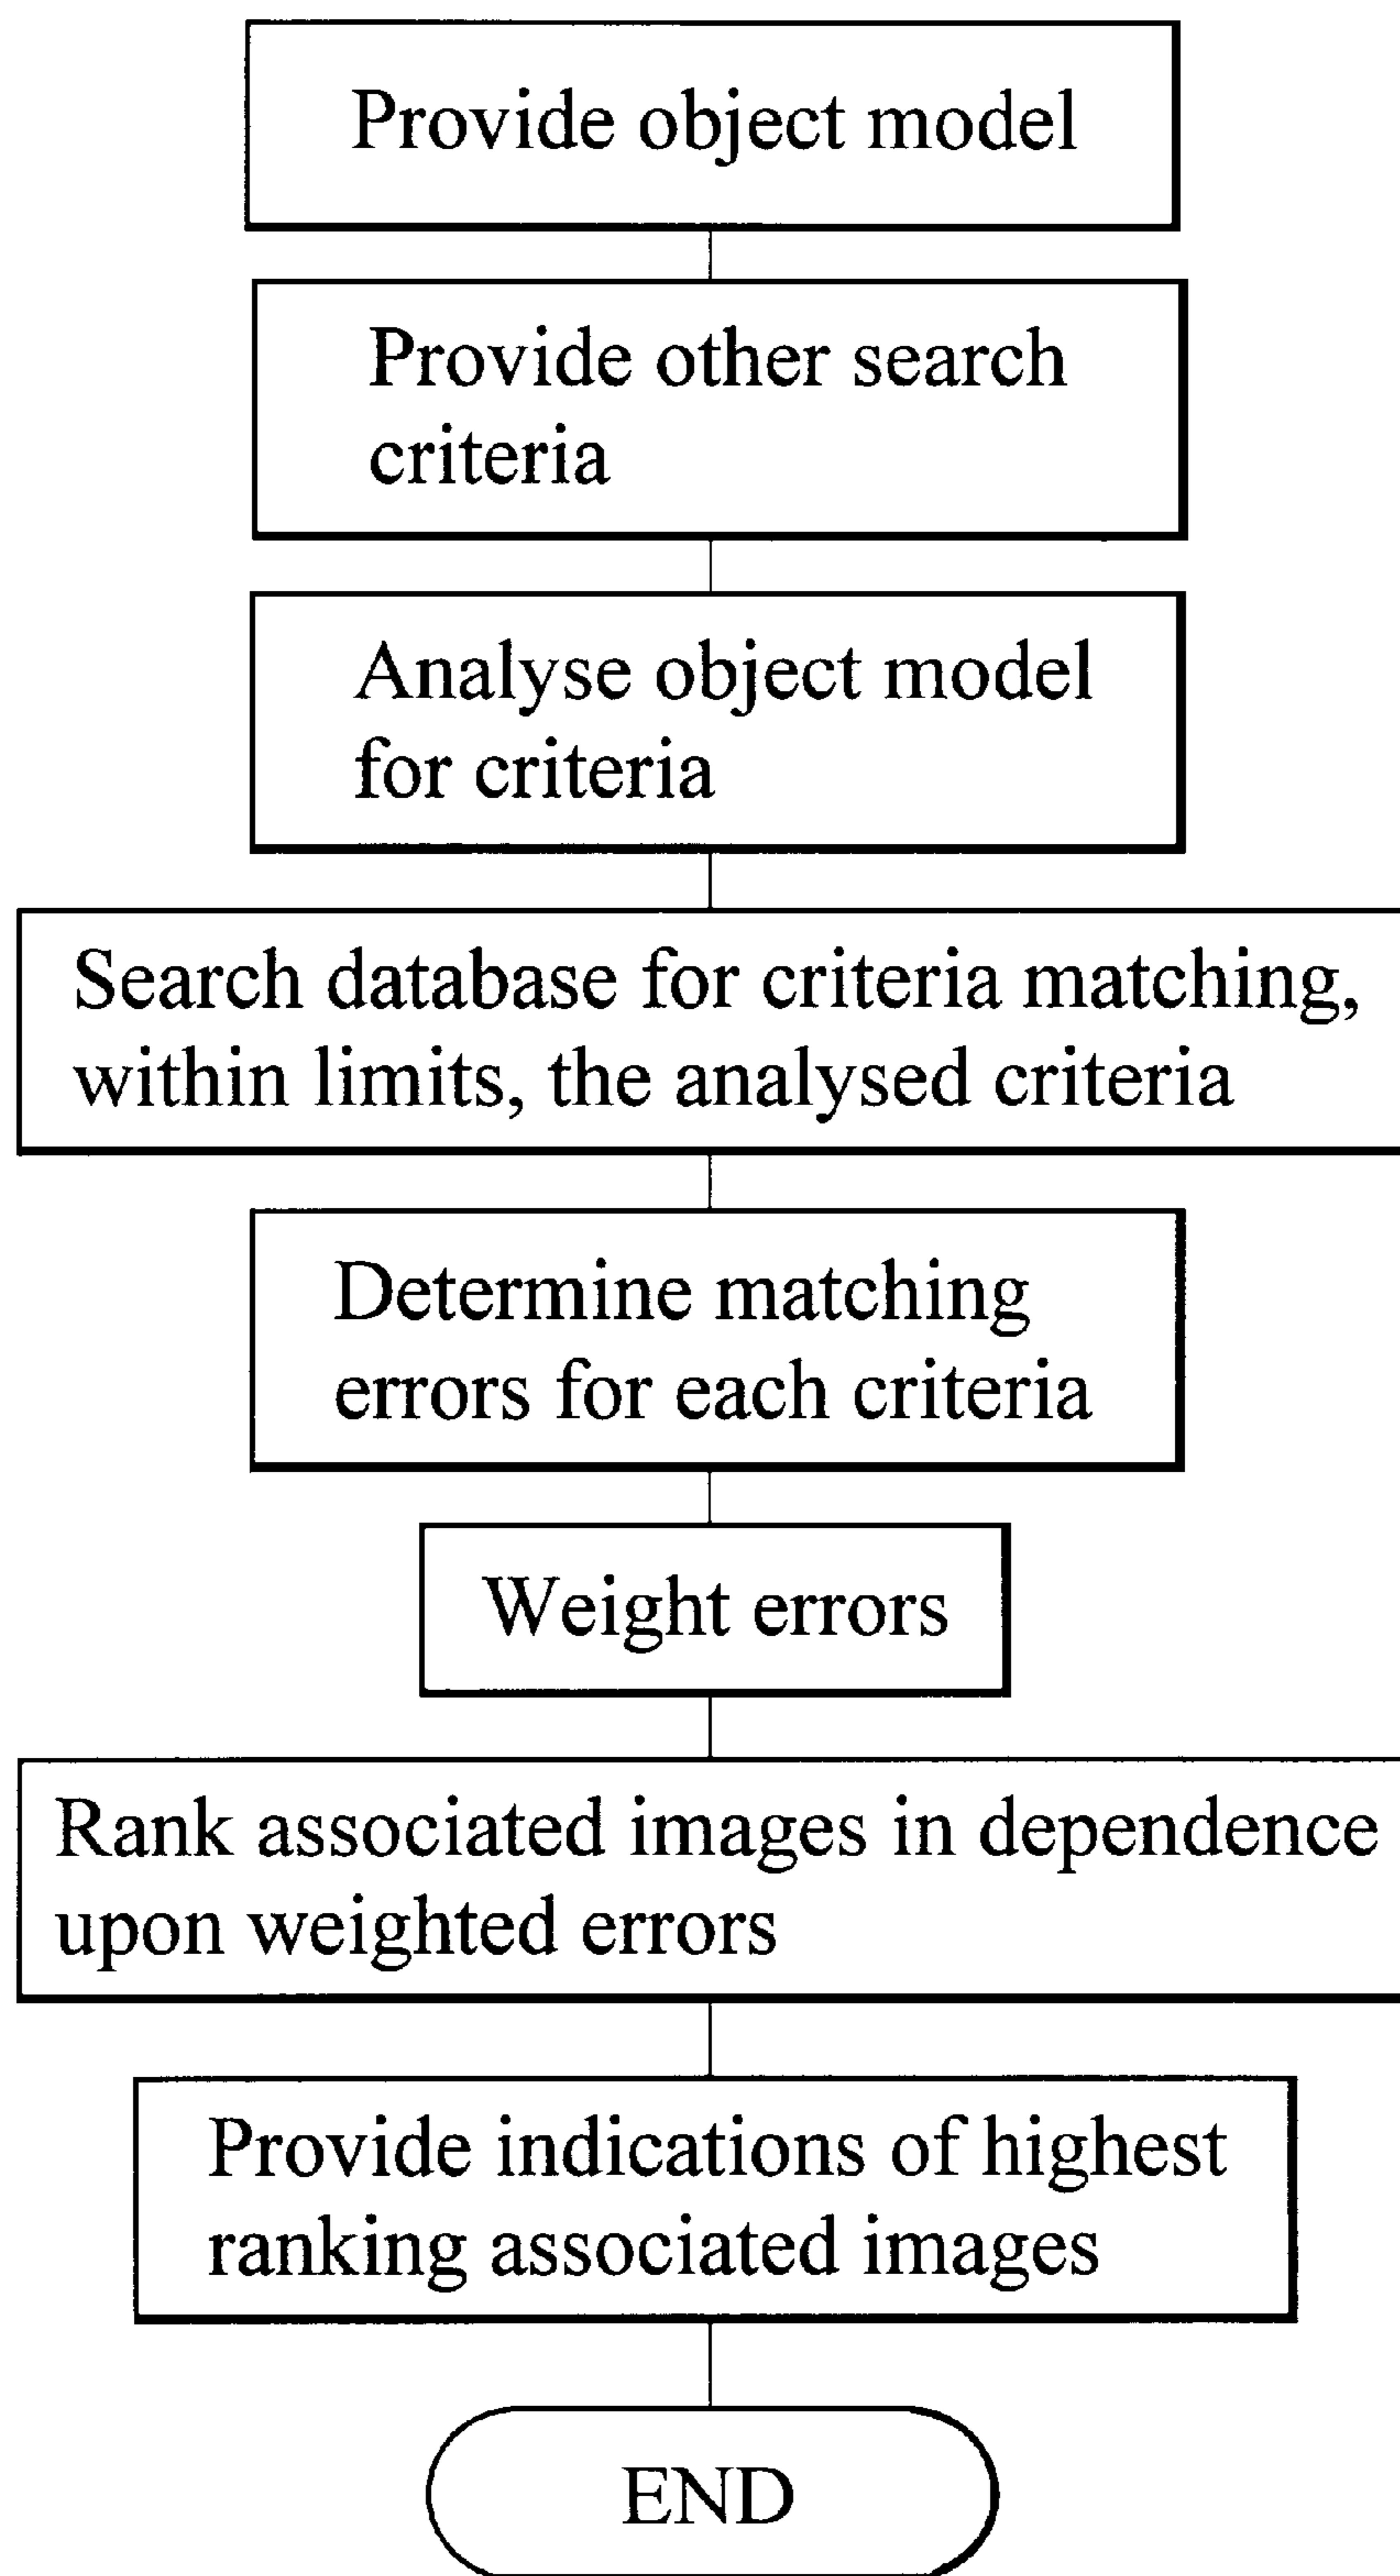 Provide object model
Provide other search
criteria
Analyse object model
for criteria
Search database for criteria matching,
within limits, the analysed criteria
Determine matching
errors for each criteria
Weight errors
Rank associated images in dependence
upon weighted errors
Provide indications of highest
ranking associated images
END